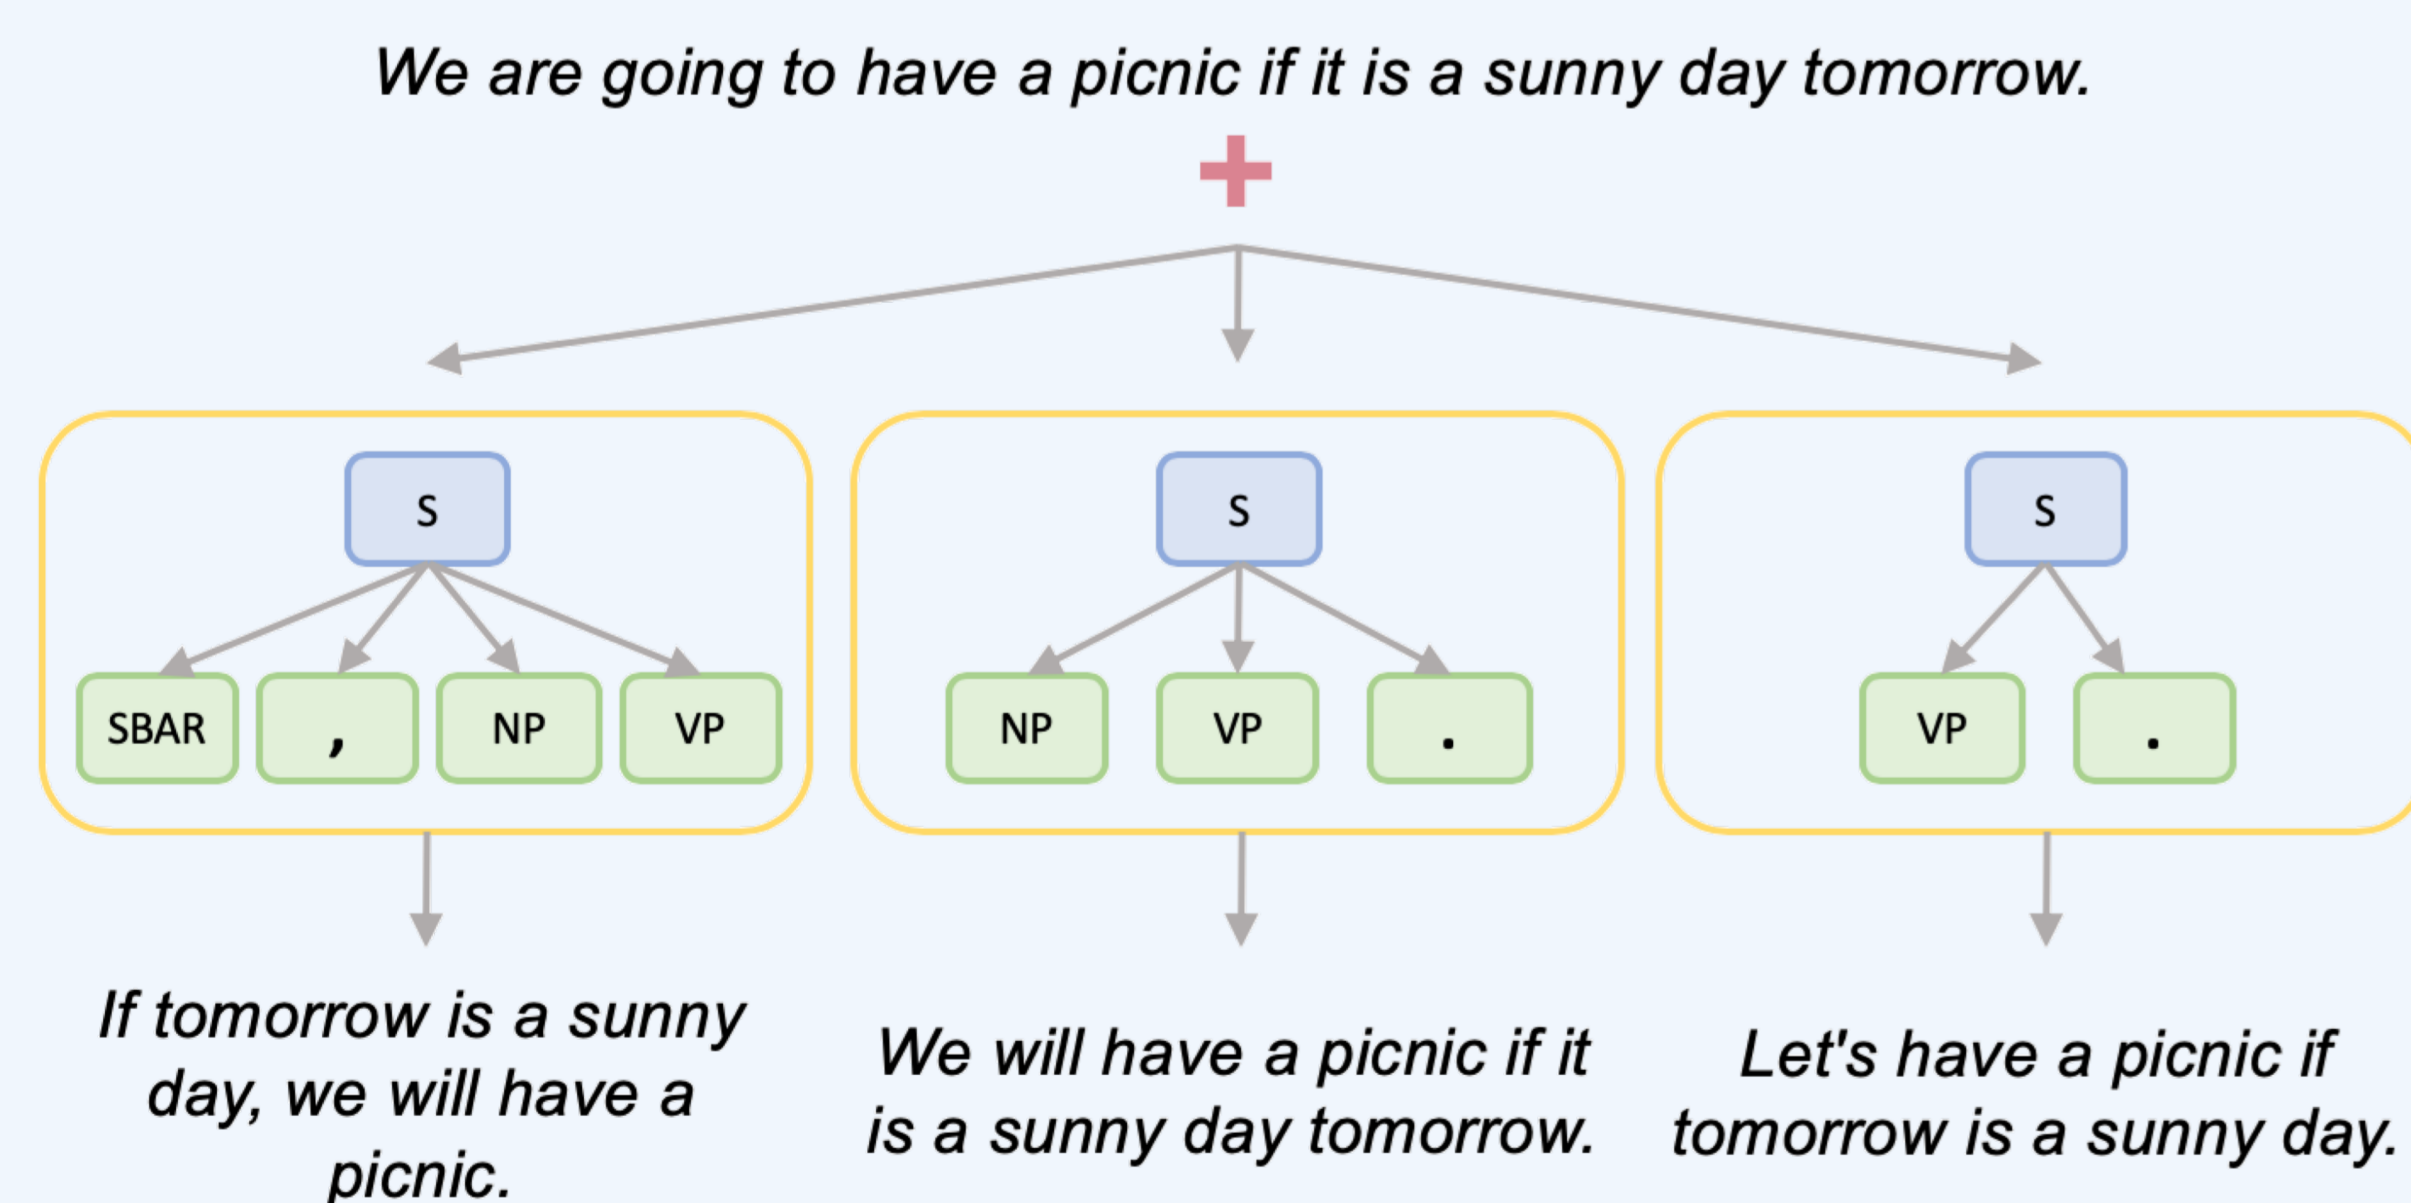 We are going to have a picnic if it is a sunny day tomorrow.
S
S
S
SBAR
,
NP
VP
NP
VP
.
VP
.
If tomorrow is a sunny
day, we will have a
picnic.
We will have a picnic if it
is a sunny day tomorrow.
Let's have a picnic if
tomorrow is a sunny day.